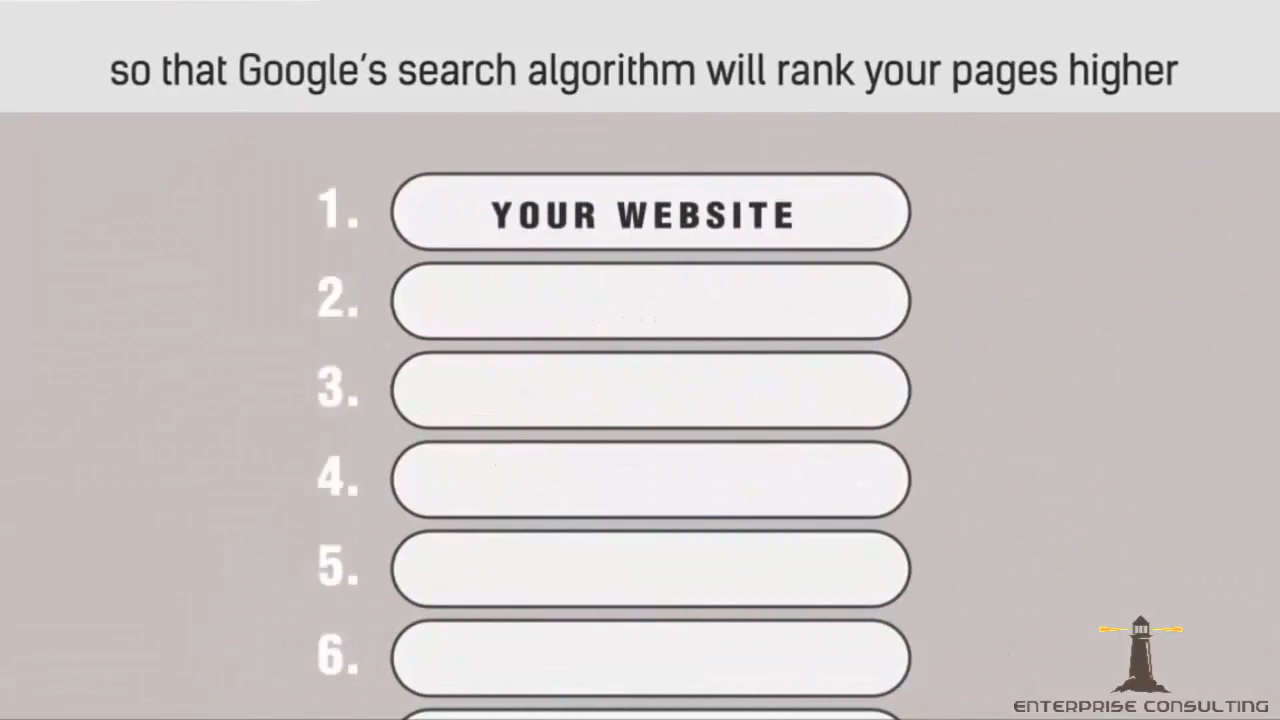 so that Google's search algorithm will rank your pages higher
1. YOUR WEBSITE
2.
3.
4.
5.
6.
ENTERPRISE CONSULTING